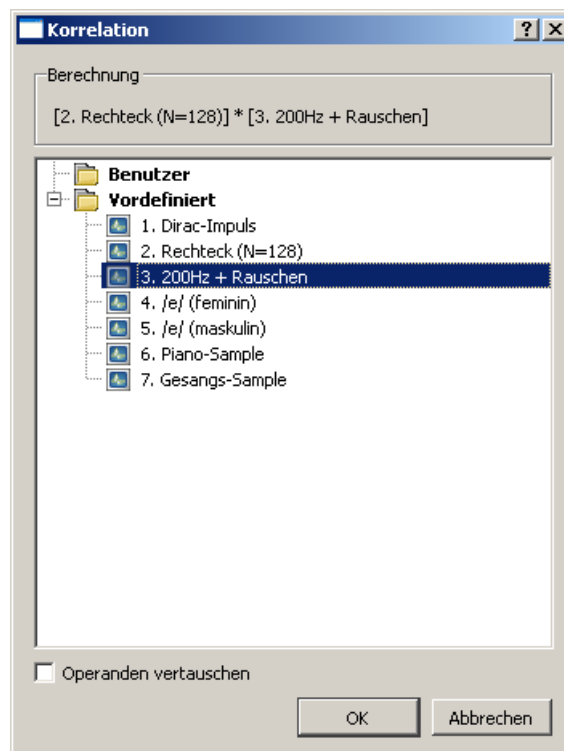 Korrelation
Berechnung
[2. Rechteck (N=128)] * [3. 200Hz + Rauschen]
Benutzer
Vordefiniert
1. Dirac-Impuls
2. Rechteck (N=128)
3. 200Hz + Rauschen
4. /e/ (feminin)
5. /e/ (maskulin)
6. Piano-Sample
7. Gesangs-Sample
Operanden vertauschen
OK
Abbrechen